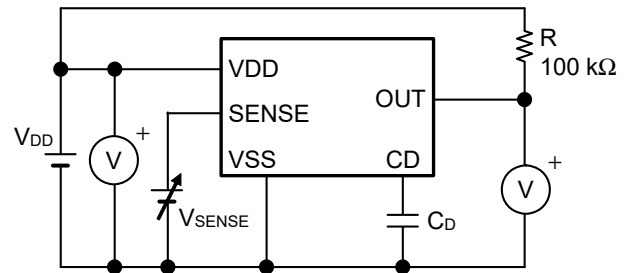 R
100 kΩ
VDD
OUT
SENSE
VDD
+
V
VSS
CD
+
V
VSENSE
CD